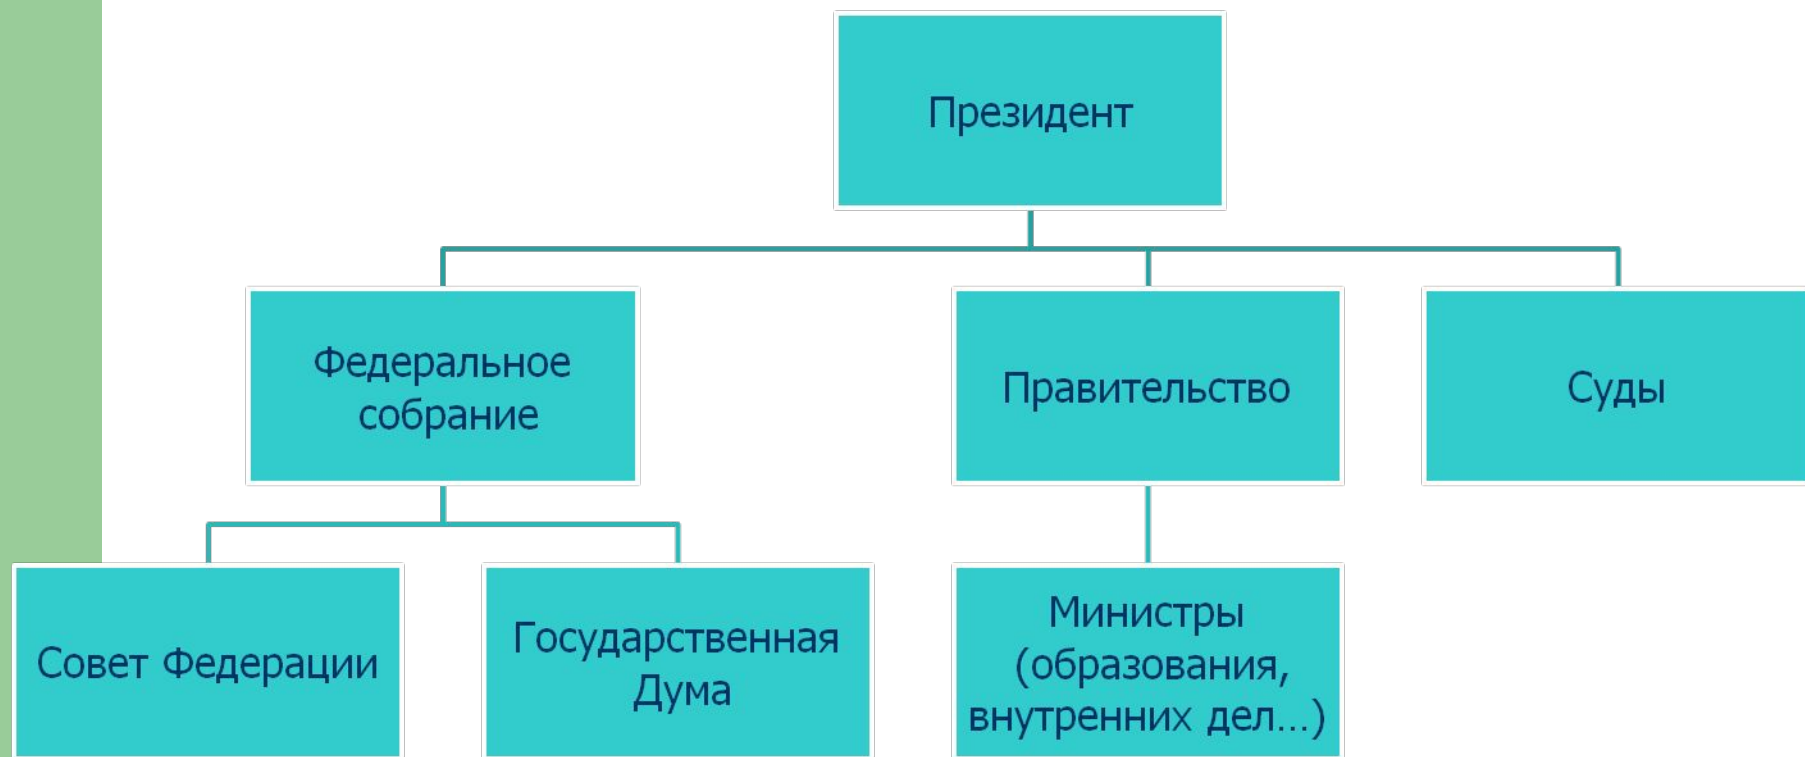 Президент
Федеральное
собрание
Правительство
Суды
Совет Федерации
Государственная
Дума
Министры
(образования,
внутренних дел...)